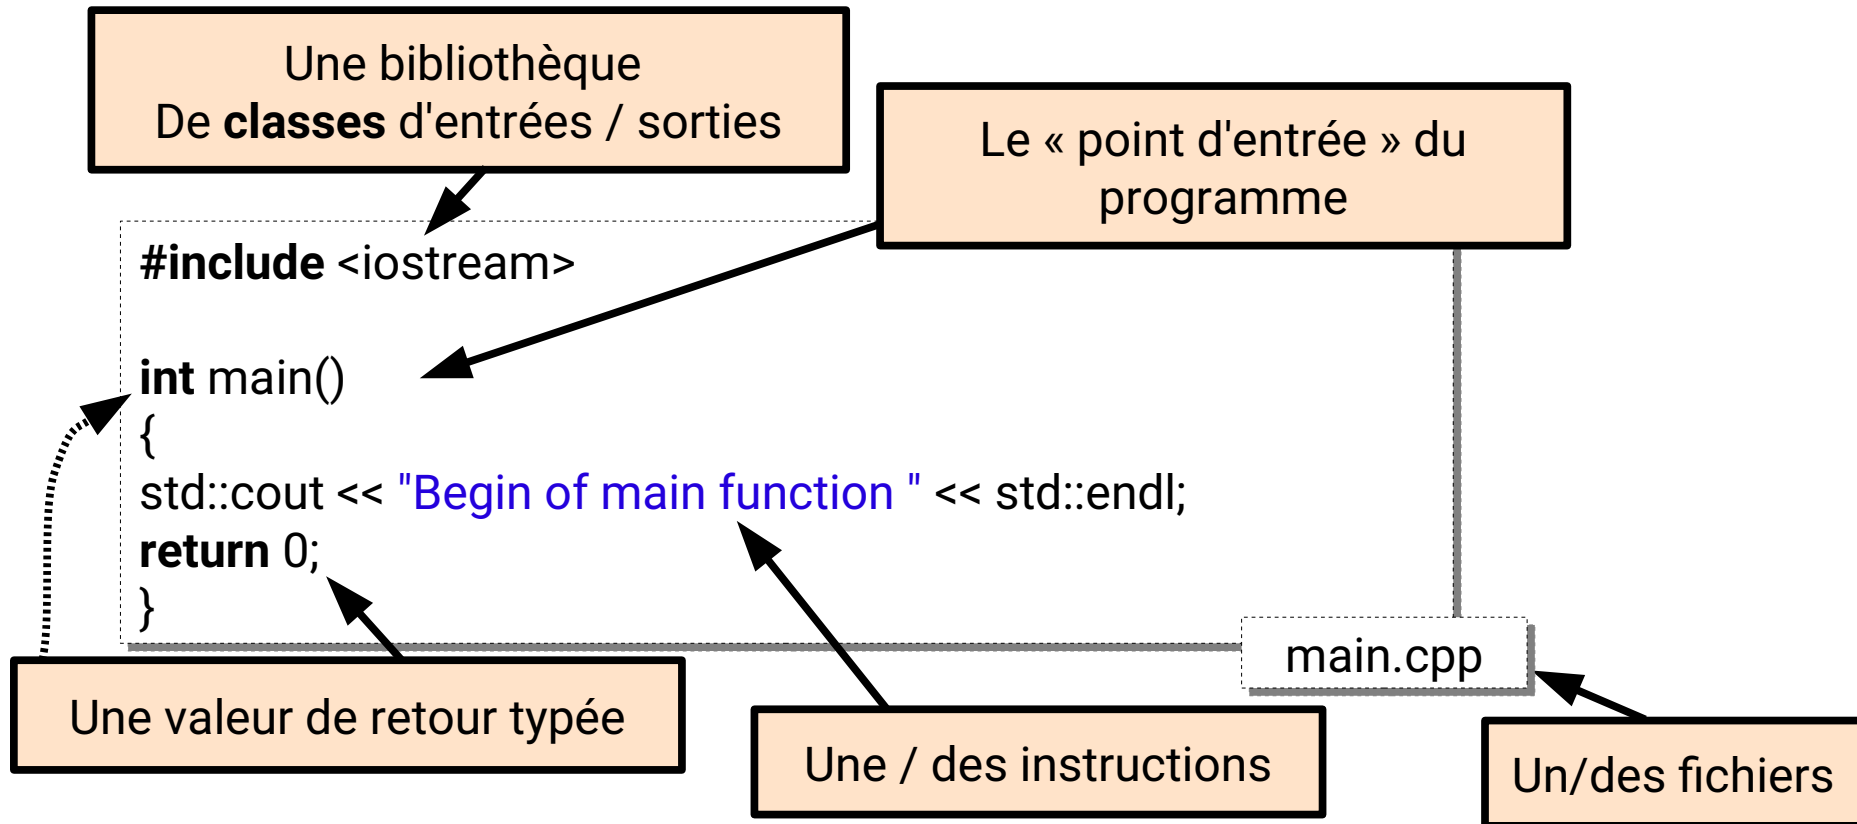 Une bibliothèque
De classes d'entrées / sorties
Le « point d'entrée » du
programme
#include <iostream>
int main()
{
std::cout << "Begin of main function " << std::endl;
return 0;
}
main.cpp
Une valeur de retour typée
Une / des instructions
Un/des fichiers